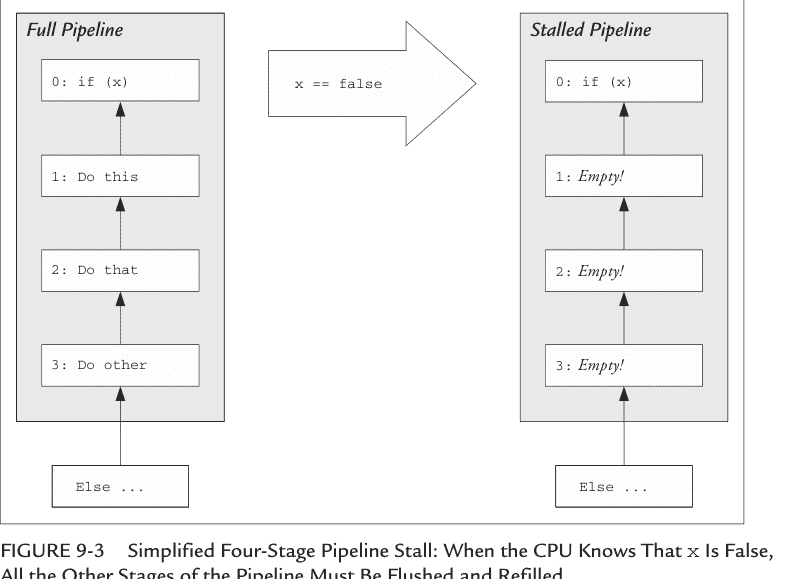 Full Pipeline
0: if (x)
1: Do this
2: Do that
3: Do other
Else ...
x == false
Stalled Pipeline
0: if (x)
1: Empty!
2: Empty!
3: Empty!
Else ...
FIGURE 9-3 Simplified Four-Stage Pipeline Stall: When the CPU Knows That x Is False,
All the Other Stages of the Pipeline Must Be Flushed and Refilled